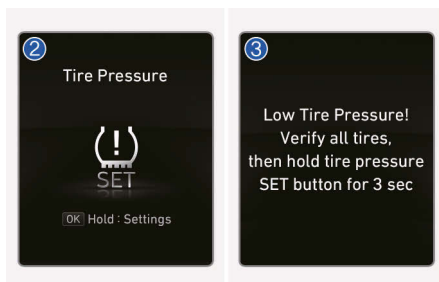 2
Tire Pressure
(!)
SET
OK Hold : Settings
3
Low Tire Pressure!
Verify all tires,
then hold tire pressure
SET button for 3 sec